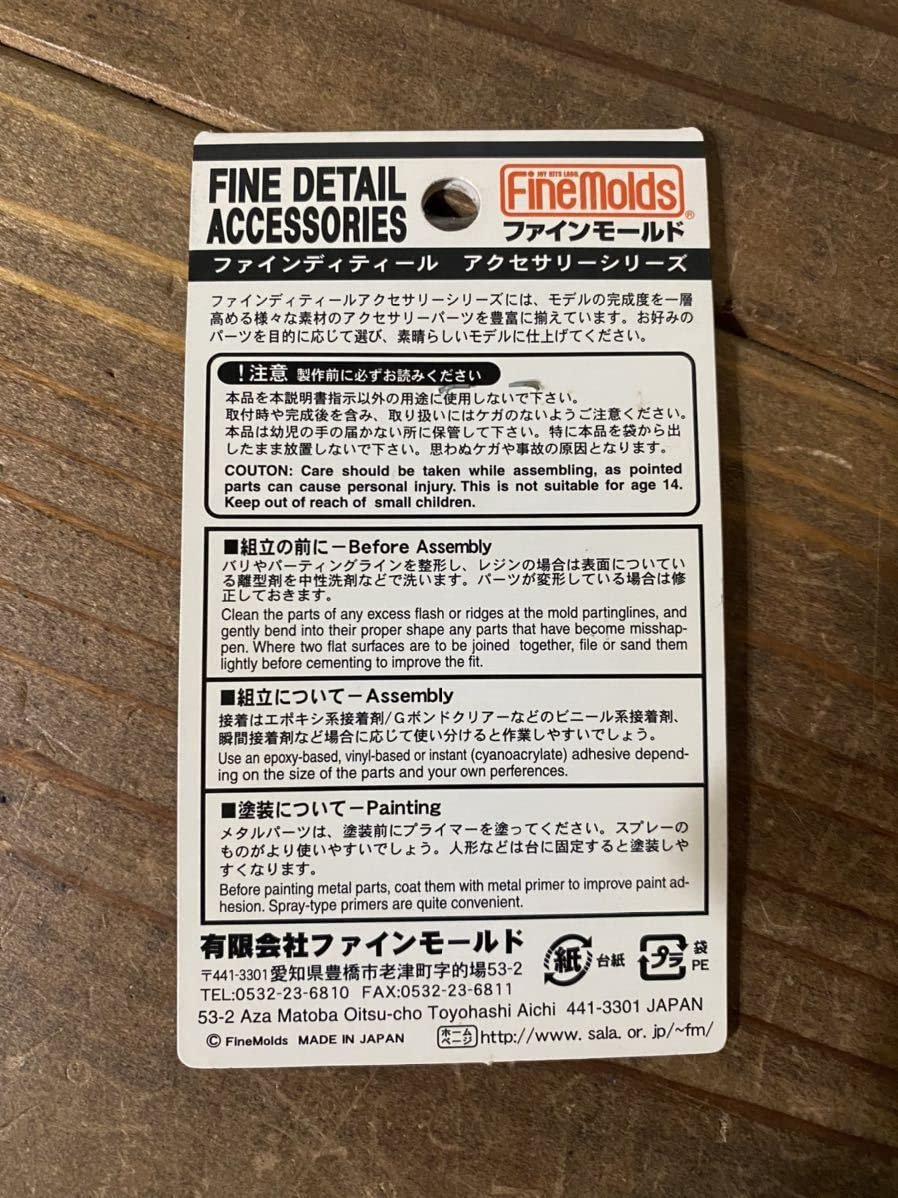 FINE DETAIL
ACCESSORIES
JOY HITS LABO.
FineMolds®
ファインモールド
ファインディティール アクセサリーシリーズ
ファインディティールアクセサリーシリーズには、モデルの完成度を一層
高める様々な素材のアクセサリーパーツを豊富に揃えています。お好みの
パーツを目的に応じて選び、素晴らしいモデルに仕上げてください。
!注意 製作前に必ずお読みください
本品を本説明書指示以外の用途に使用しないで下さい。
取付時や完成後を含み、取り扱いにはケガのないようご注意ください。
本品は幼児の手の届かない所に保管して下さい。特に本品を袋から出
したまま放置しないで下さい。思わぬケガや事故の原因となります。
COUTON: Care should be taken while assembling, as pointed
parts can cause personal injury. This is not suitable for age 14.
Keep out of reach of small children.
■組立の前に－Before Assembly
バリやパーティングラインを整形し、レジンの場合は表面についてい
る離型剤を中性洗剤などで洗います。パーツが変形している場合は修
正しておきます。
Clean the parts of any excess flash or ridges at the mold partinglines, and
gently bend into their proper shape any parts that have become misshap-
pen. Where two flat surfaces are to be joined together, file or sand them
lightly before cementing to improve the fit.
■組立について－Assembly
接着はエポキシ系接着剤/Gボンドクリアーなどのビニール系接着剤、
瞬間接着剤など場合に応じて使い分けると作業しやすいでしょう。
Use an epoxy-based, vinyl-based or instant (cyanoacrylate) adhesive depend-
ing on the size of the parts and your own perferences.
■塗装について－Painting
メタルパーツは、塗装前にプライマーを塗ってください。スプレーの
ものがより使いやすいでしょう。人形などは台に固定すると塗装しや
すくなります。
Before painting metal parts, coat them with metal primer to improve paint ad-
hesion. Spray-type primers are quite convenient.
有限会社ファインモールド
〒441-3301愛知県豊橋市老津町字的場53-2
TEL:0532-23-6810 FAX:0532-23-6811
紙 台紙 プラ 袋 PE
53-2 Aza Matoba Oitsu-cho Toyohashi Aichi 441-3301 JAPAN
© FineMolds MADE IN JAPAN ホームページ http://www. sala. or. jp/~fm/